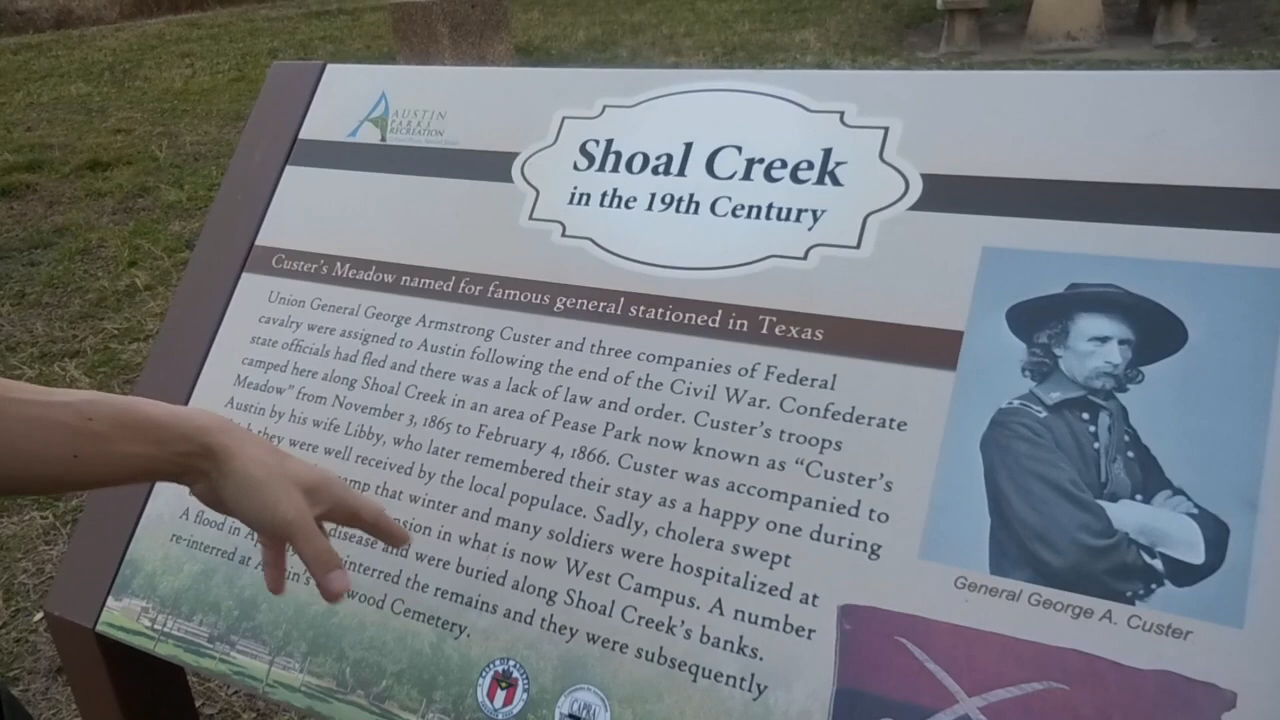 AUSTIN
PARKS
RECREATION
Shoal Creek
in the 19th Century
Custer's Meadow named for famous general stationed in Texas
Union General George Armstrong Custer and three companies of Federal
cavalry were assigned to Austin following the end of the Civil War. Confederate
state officials had fled and there was a lack of law and order. Custer's troops
camped here along Shoal Creek in an area of Pease Park now known as "Custer's
Meadow" from November 3, 1865 to February 4, 1866. Custer was accompanied to
Austin by his wife Libby, who later remembered their stay as a happy one during
they were well received by the local populace. Sadly, cholera swept
that winter and many soldiers were hospitalized at
in what is now West Campus. A number
disease and were buried along Shoal Creek's banks.
A flood in interred the remains and they were subsequently
re-interred at Cemetery.
General George A. Custer
CITY OF AUSTIN